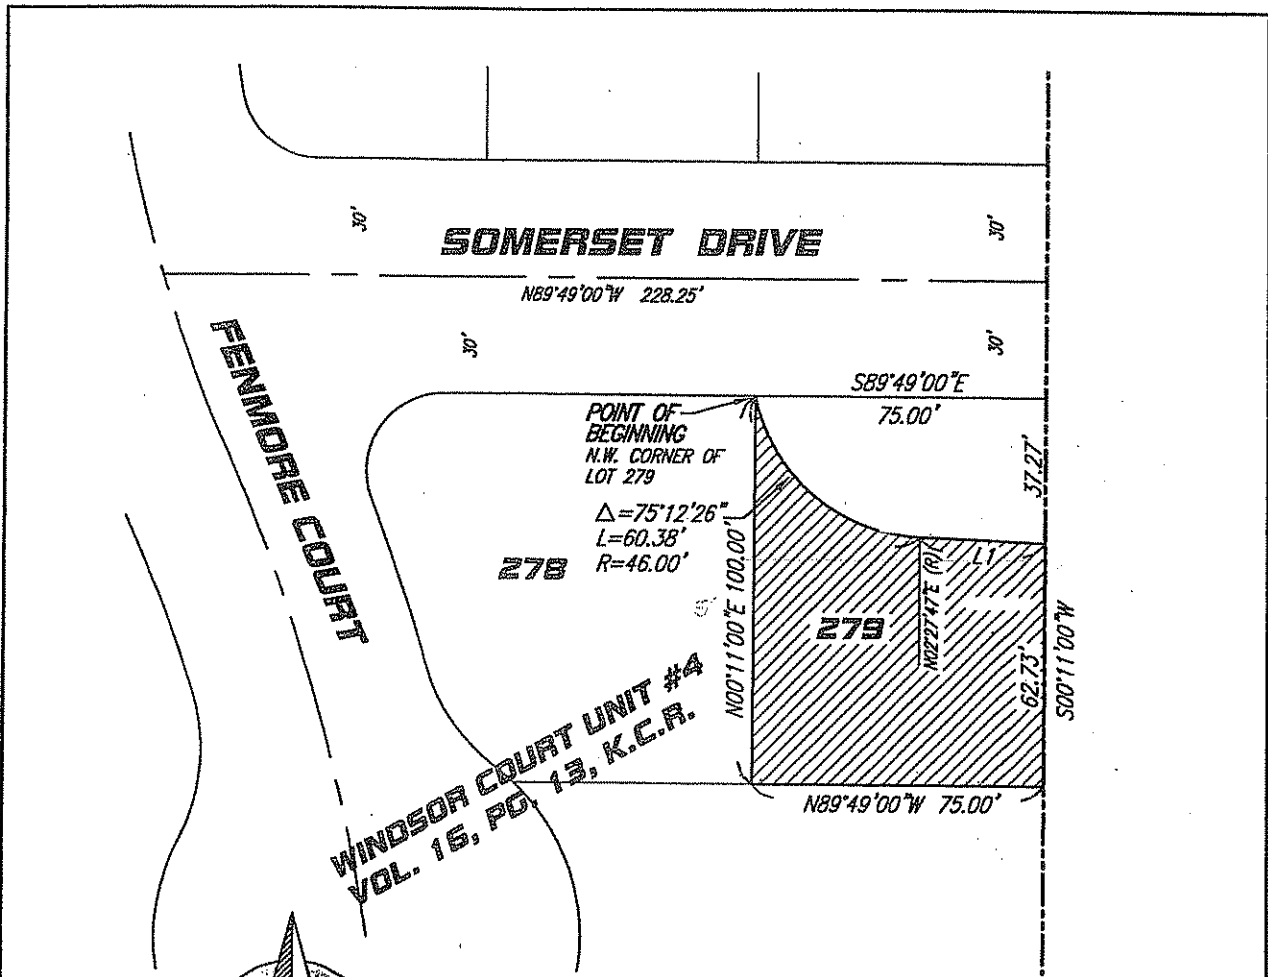 30'
SOMERSET DRIVE
30'
N89°49'00"W 228.25'
30'
30'
FENMORE COURT
S89°49'00"E
75.00'
POINT OF
BEGINNING
N.W. CORNER OF
LOT 279
37.27'
△=75°12'26"
L=60.38'
R=46.00'
278
N00°11'00"E 100.00'
L1
N02°27'47"E (R)
279
62.73'
S00°11'00"W
WINDSOR COURT UNIT #4
VOL. 16, PG. 13, K.C.R.
N89°49'00"W 75.00'